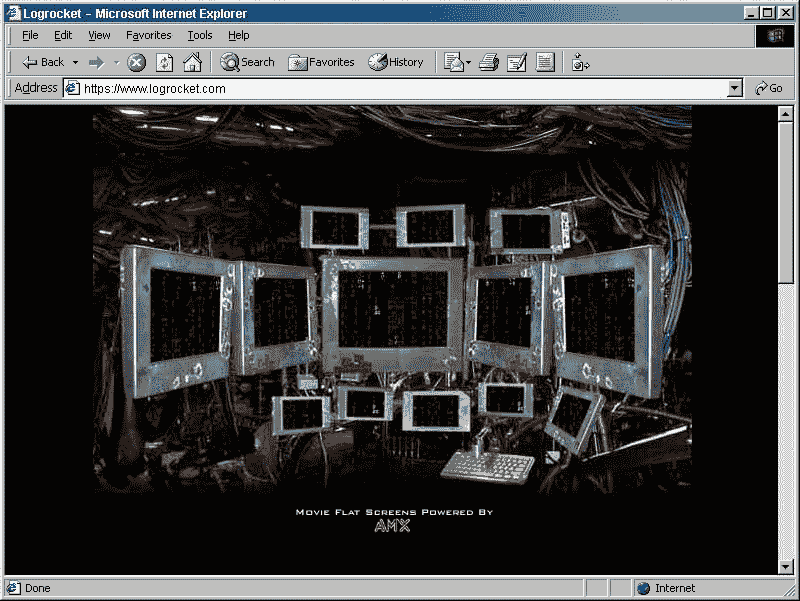 Logrocket - Microsoft Internet Explorer
File Edit View Favorites Tools Help
Back Search Favorites History
Address https://www.logrocket.com Go
Movie Flat Screens Powered By
AMX
Done Internet